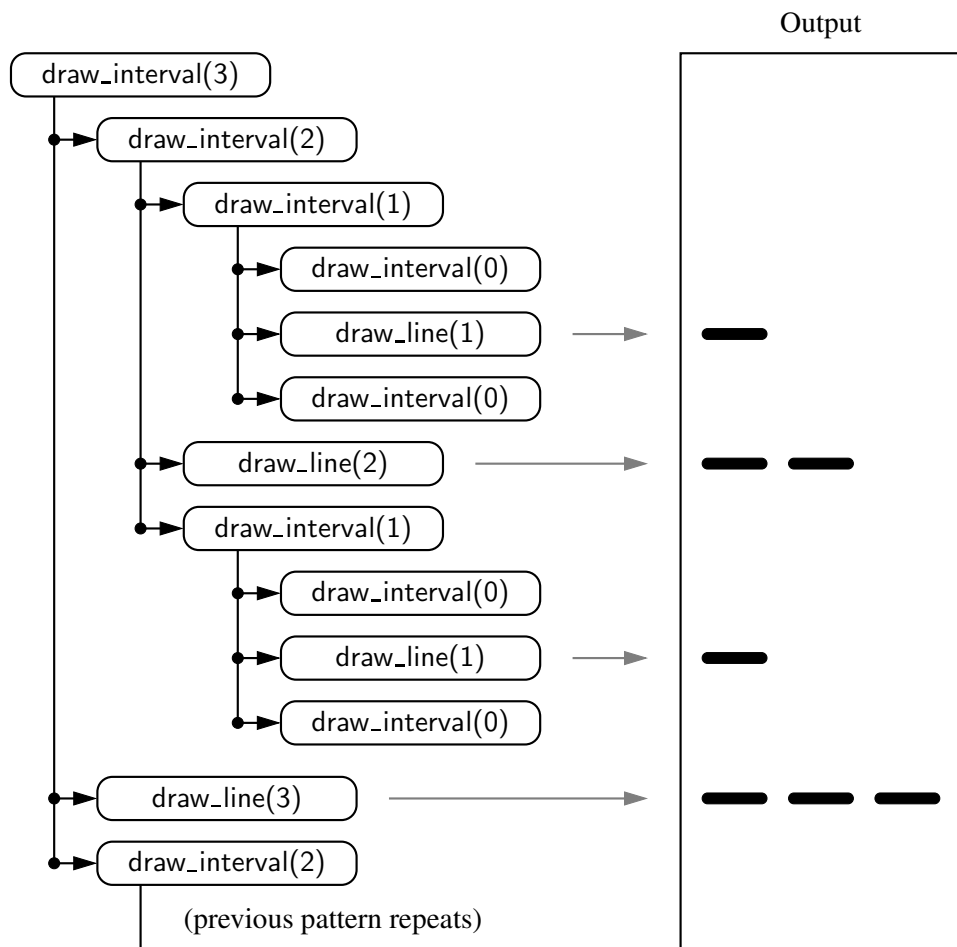 Output
draw_interval(3)
draw_interval(2)
draw_interval(1)
draw_interval(0)
draw_line(1)
draw_interval(0)
draw_line(2)
draw_interval(1)
draw_interval(0)
draw_line(1)
draw_interval(0)
draw_line(3)
draw_interval(2)
(previous pattern repeats)